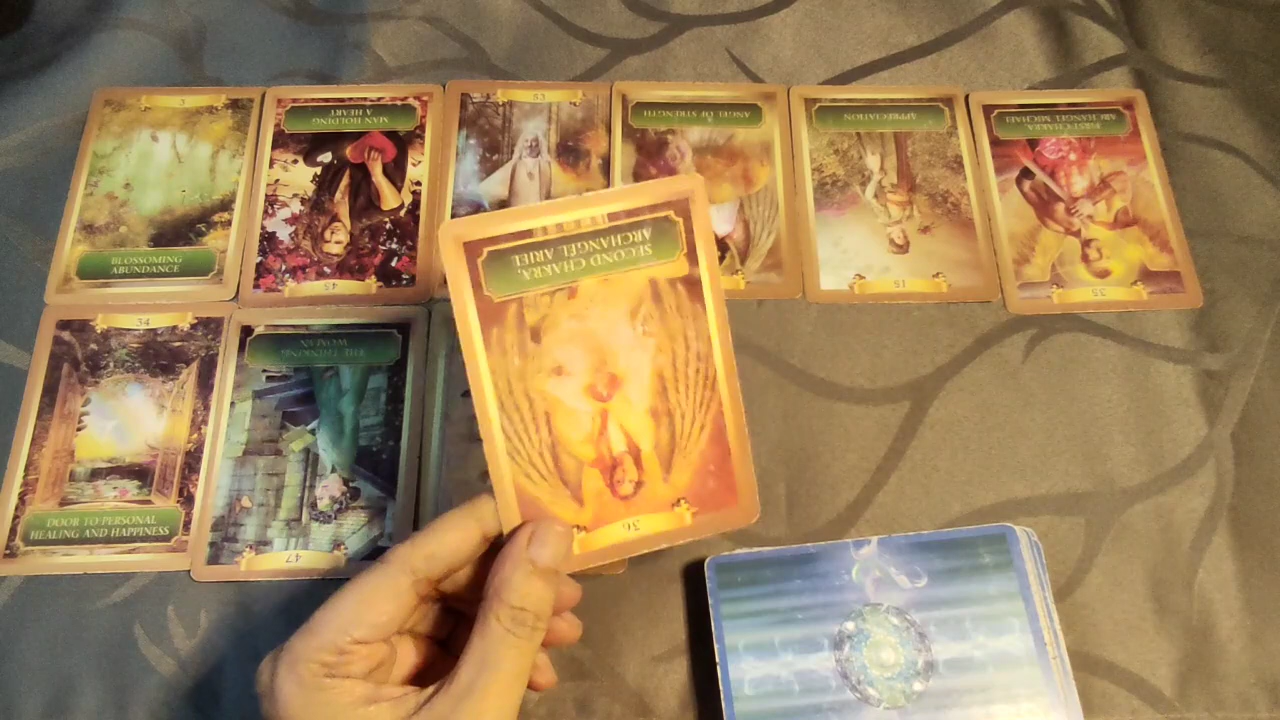 3
BLOSSOMING
ABUNDANCE
MAN HOLDING
A HEART
45
53
ANGEL OF STRENGTH
APPRECIATION
15
FIRST CHAKRA,
ARCHANGEL MICHAEL
35
34
DOOR TO PERSONAL
HEALING AND HAPPINESS
THE THINKING
WOMAN
47
SECOND CHAKRA,
ARCHANGEL ARIEL
36